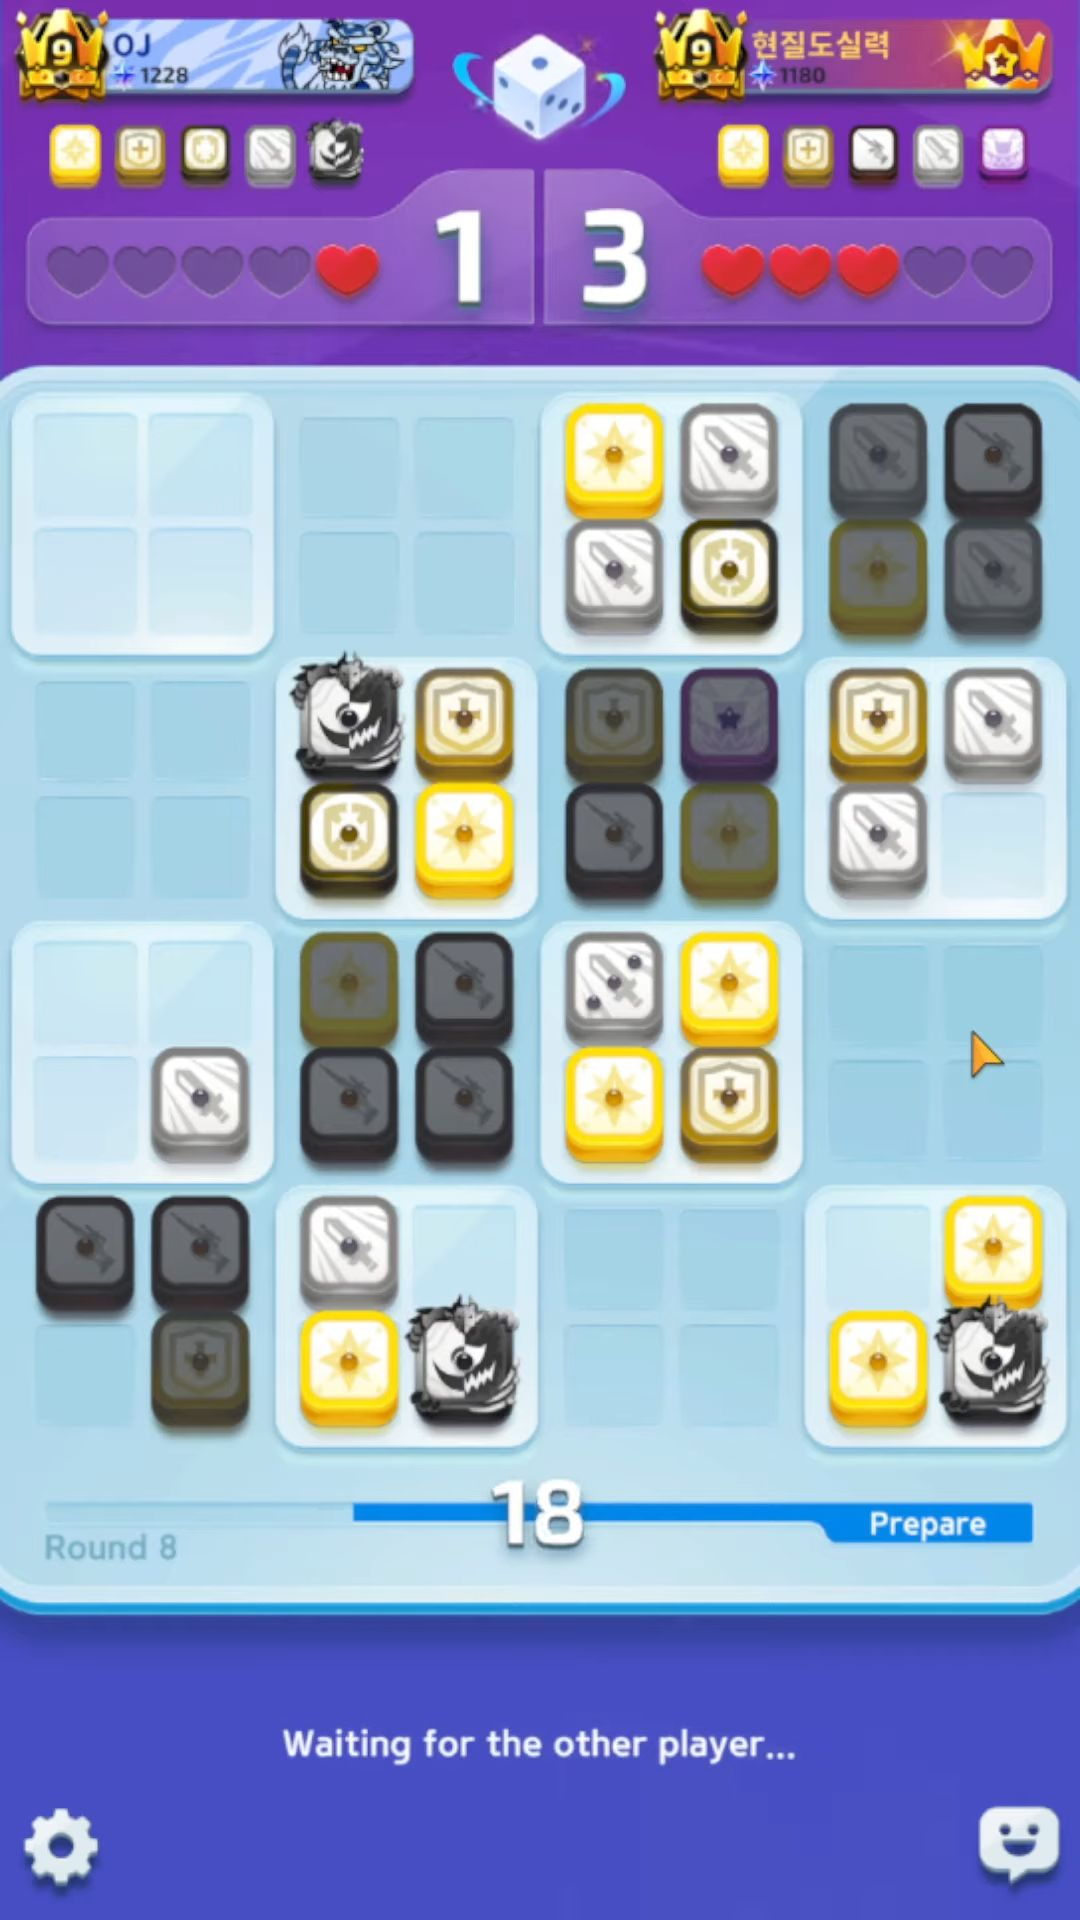 9
OJ
1228
9
현질도실력
1180
1
3
18
Prepare
Round 8
Waiting for the other player...